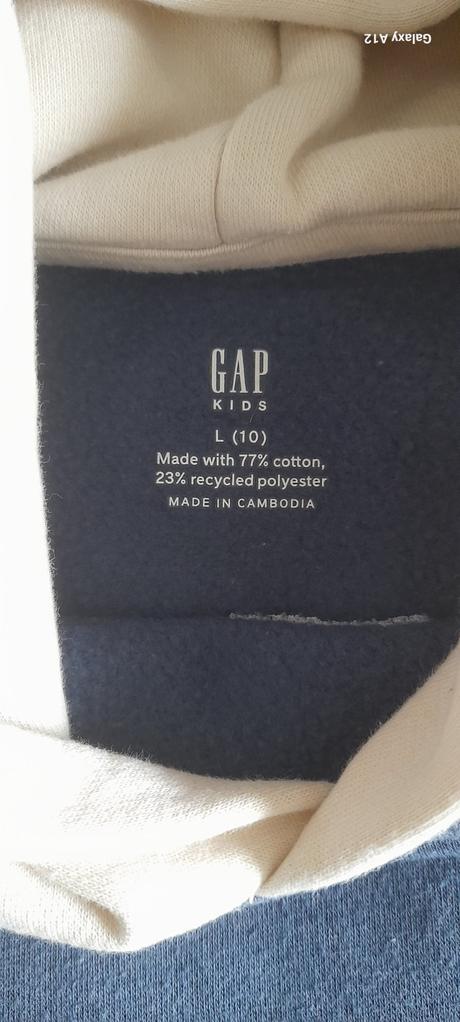 Galaxy A12
GAP
KIDS
L (10)
Made with 77% cotton,
23% recycled polyester
MADE IN CAMBODIA